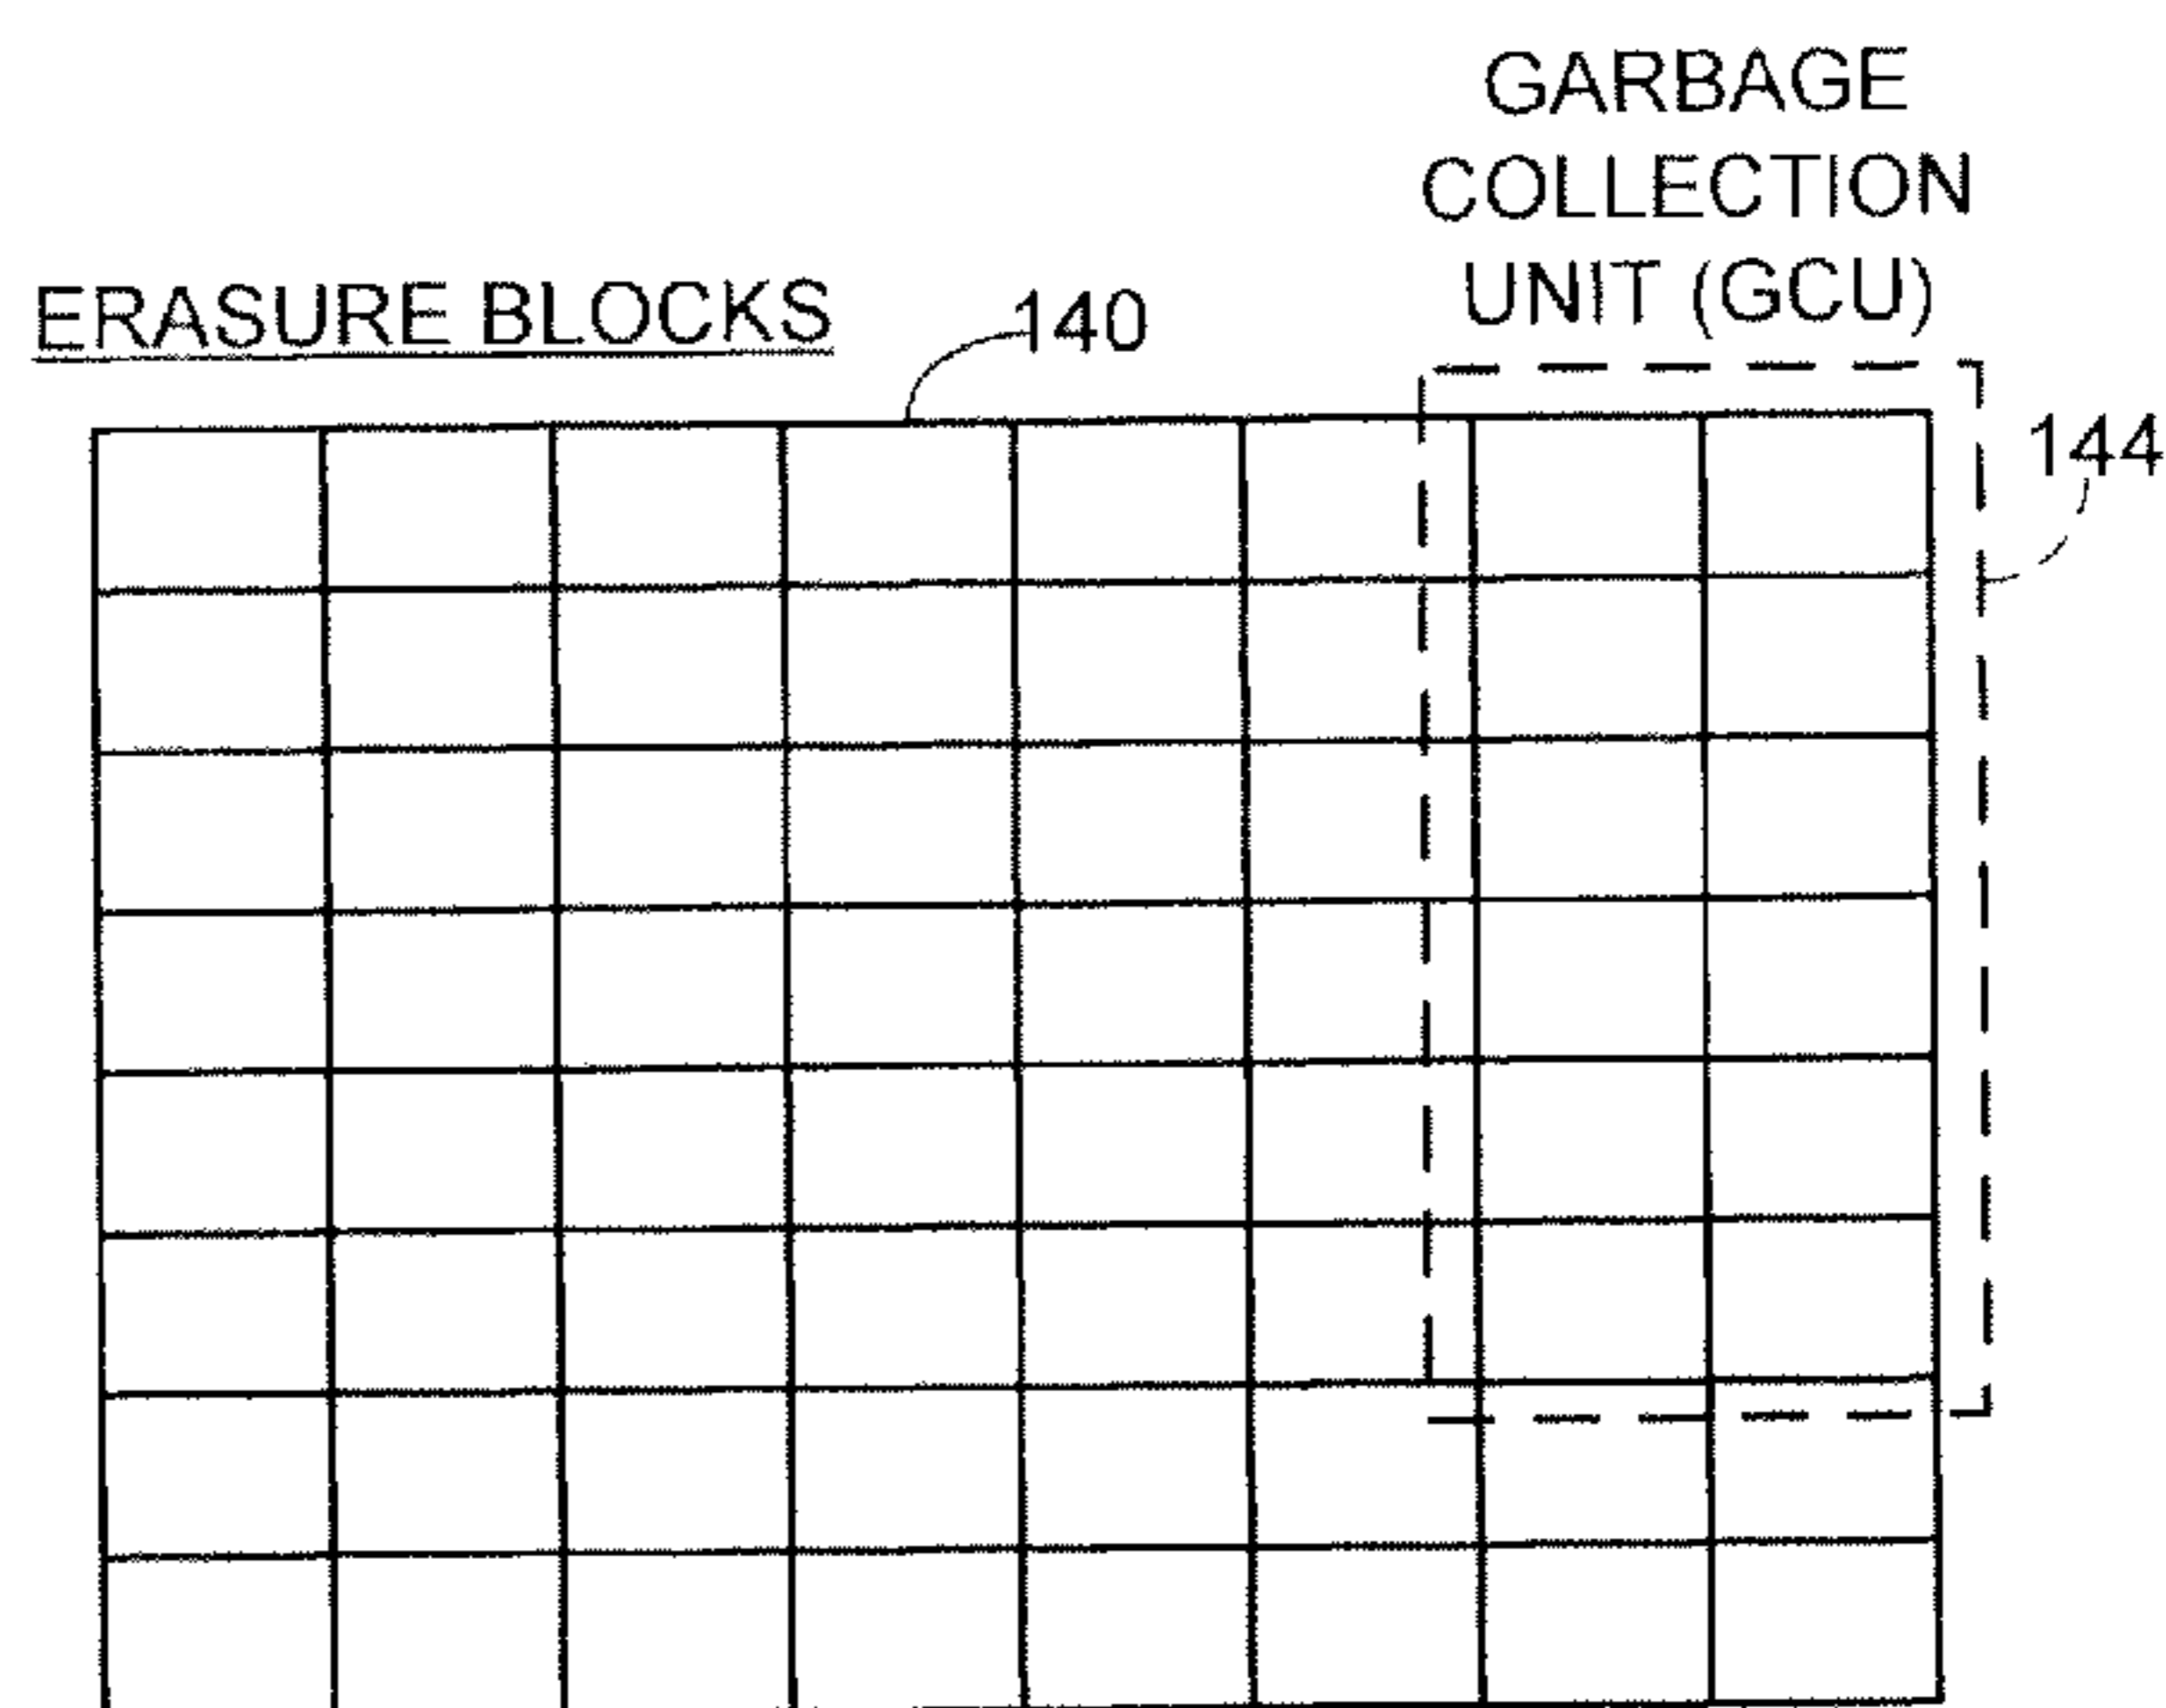 GARBAGE
COLLECTION
UNIT (GCU)
ERASURE BLOCKS
140
144